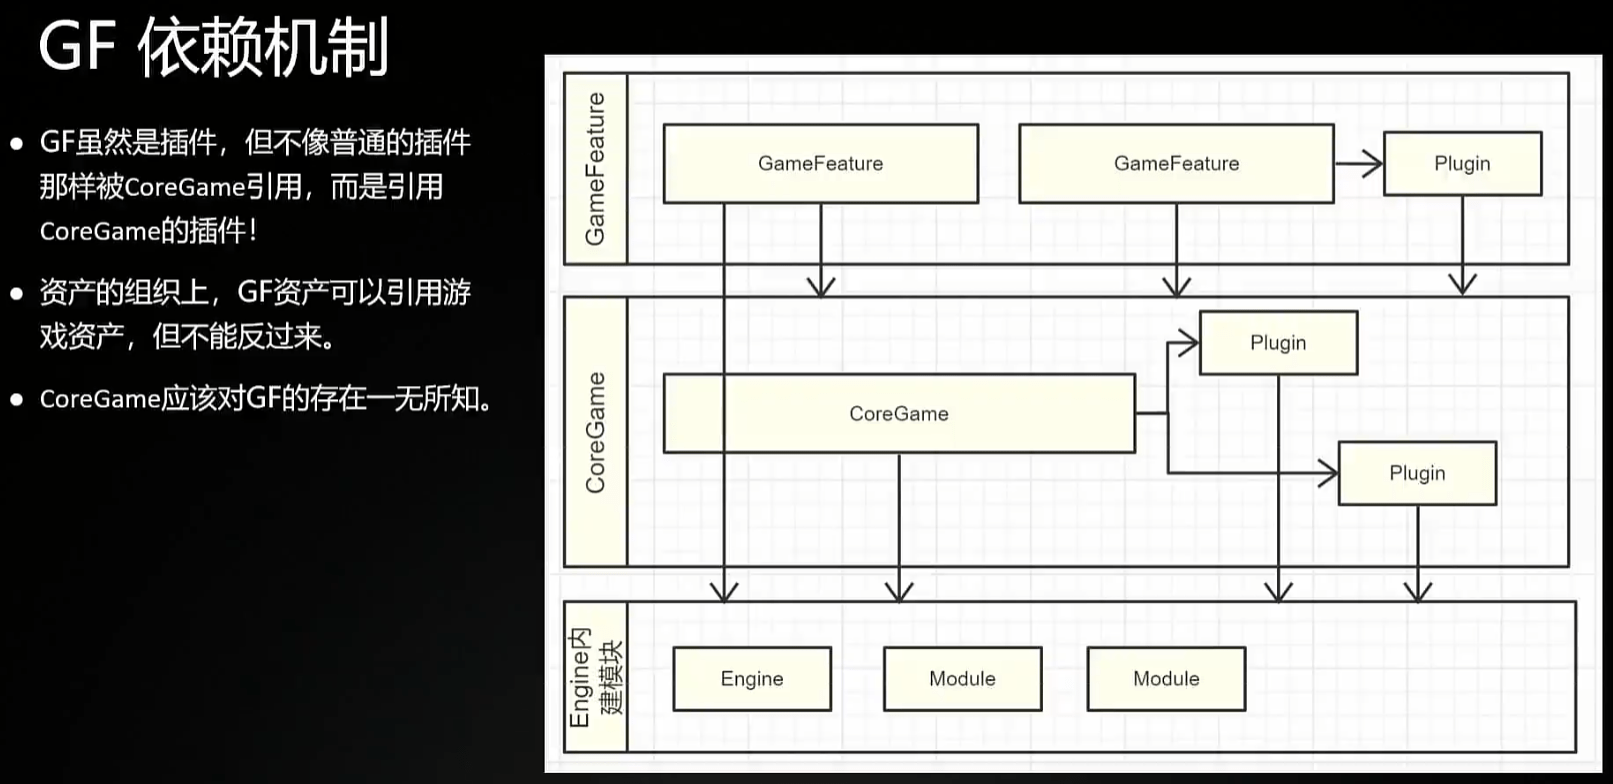 GF 依赖机制
● GF虽然是插件，但不像普通的插件
那样被CoreGame引用，而是引用
CoreGame的插件！
● 资产的组织上，GF资产可以引用游
戏资产，但不能反过来。
● CoreGame应该对GF的存在一无所知。
GameFeature
GameFeature
GameFeature
Plugin
CoreGame
Plugin
CoreGame
Plugin
Engine内
建模块
Engine
Module
Module